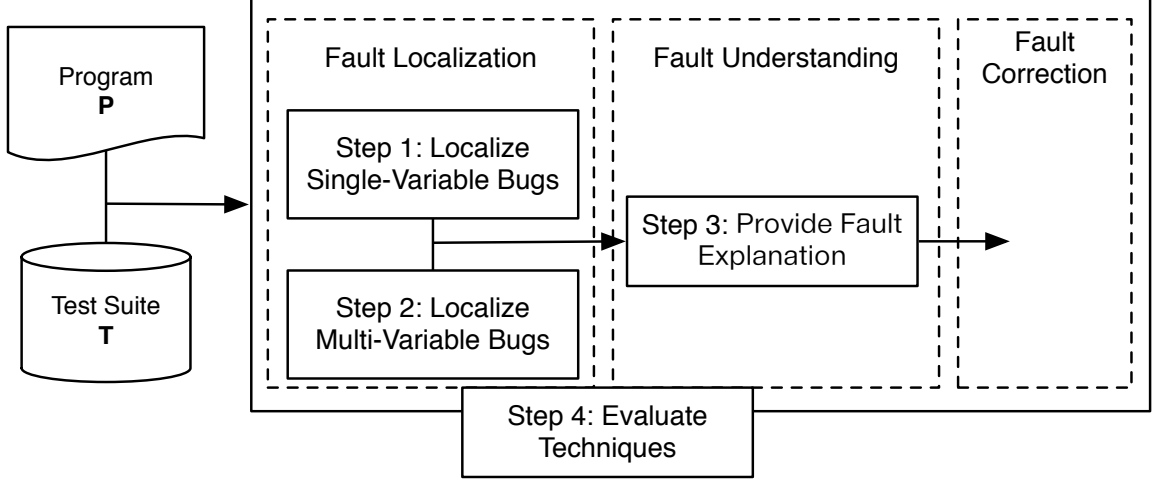 Program
P
Test Suite
T
Fault Localization
Step 1: Localize
Single-Variable Bugs
Step 2: Localize
Multi-Variable Bugs
Fault Understanding
Step 3: Provide Fault
Explanation
Fault
Correction
Step 4: Evaluate
Techniques